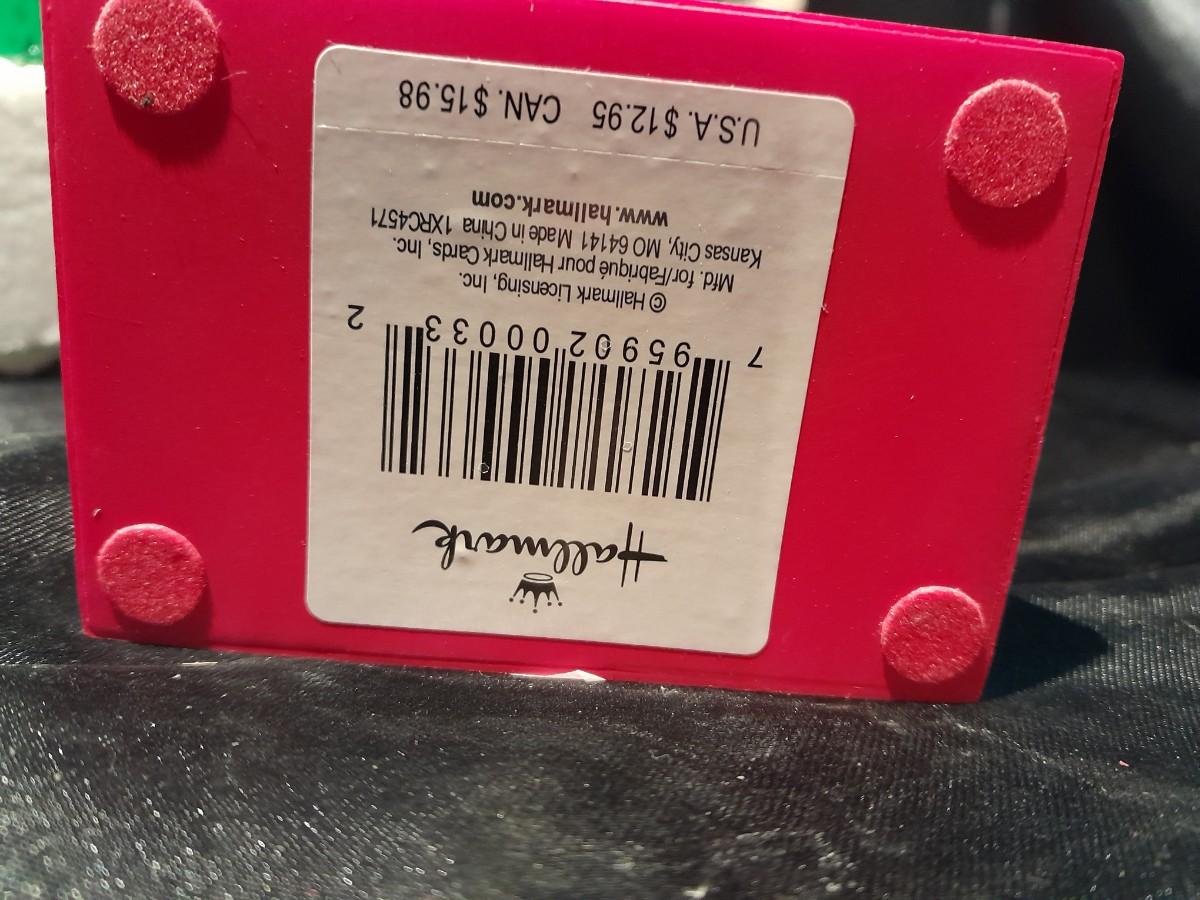 Hallmark
7 95902 00033 2
© Hallmark Licensing, Inc.
Mfd. for/Fabriqué pour Hallmark Cards, Inc.
Kansas City, MO 64141 Made in China 1XRC4571
www.hallmark.com
U.S.A. $12.95 CAN. $15.98